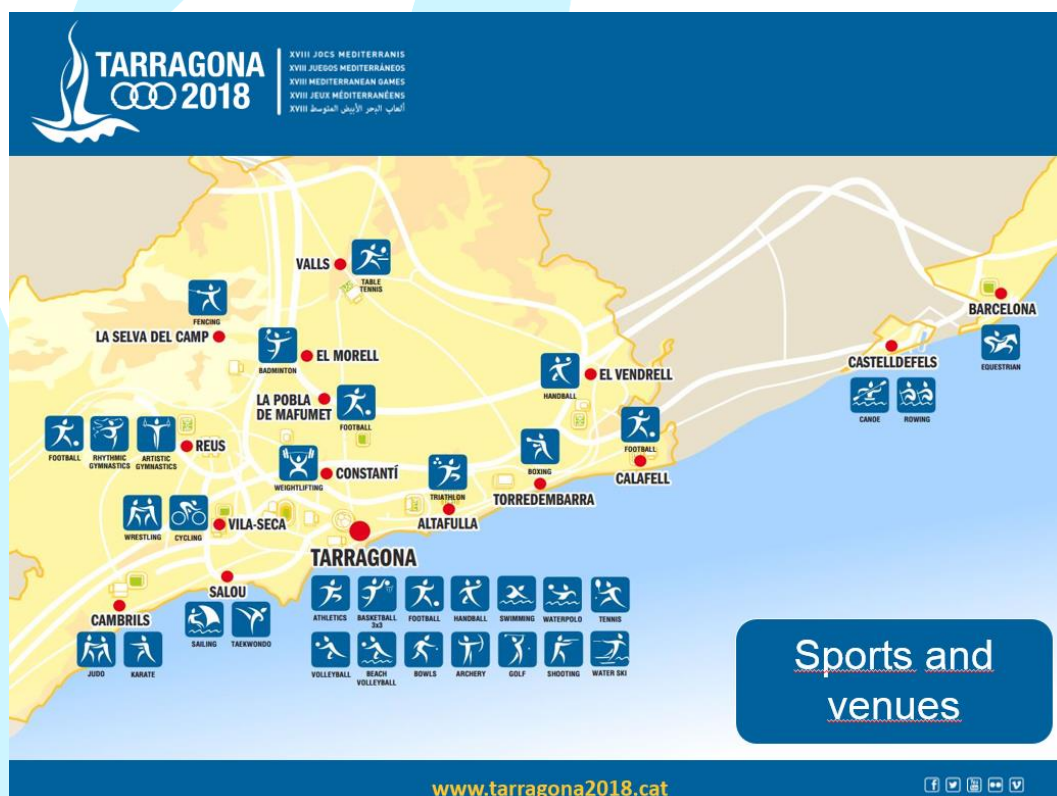 TARRAGONA
2018
XVIII JOCS MEDITERRANIS
XVIII JUEGOS MEDITERRÁNEOS
XVIII MEDITERRANEAN GAMES
XVIII JEUX MÉDITERRANÉENS
ألعاب البحر الأبيض المتوسط XVIII
VALLS
TABLE
TENNIS
FENCING
LA SELVA DEL CAMP
BADMINTON
EL MORELL
LA POBLA
DE MAFUMET
FOOTBALL
HANDBALL
EL VENDRELL
BARCELONA
EQUESTRIAN
CASTELLDEFELS
CANOE
ROWING
FOOTBALL
RHYTHMIC
GYMNASTICS
ARTISTIC
GYMNASTICS
REUS
WEIGHTLIFTING
CONSTANTÍ
TRIATHLON
ALTAFULLA
BOXING
TORREDEMBARRA
FOOTBALL
CALAFELL
WRESTLING
CYCLING
VILA-SECA
TARRAGONA
SALOU
SAILING
TAEKWONDO
CAMBRILS
JUDO
KARATE
ATHLETICS
BASKETBALL
3x3
FOOTBALL
HANDBALL
SWIMMING
WATERPOLO
TENNIS
VOLLEYBALL
BEACH
VOLLEYBALL
BOWLS
ARCHERY
GOLF
SHOOTING
WATER SKI
Sports and
venues
www.tarragona2018.cat